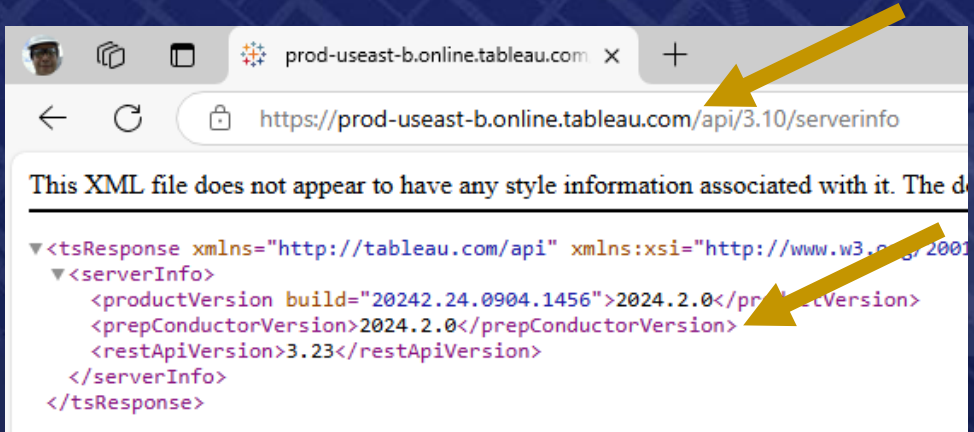 prod-useast-b.online.tableau.com
https://prod-useast-b.online.tableau.com/api/3.10/serverinfo
This XML file does not appear to have any style information associated with it. The
▼<tsResponse xmlns="http://tableau.com/api" xmlns:xsi="http://www.w3.org/2001
▼<serverInfo>
<productVersion build="20242.24.0904.1456">2024.2.0</productVersion>
<prepConductorVersion>2024.2.0</prepConductorVersion>
<restApiVersion>3.23</restApiVersion>
</serverInfo>
</tsResponse>